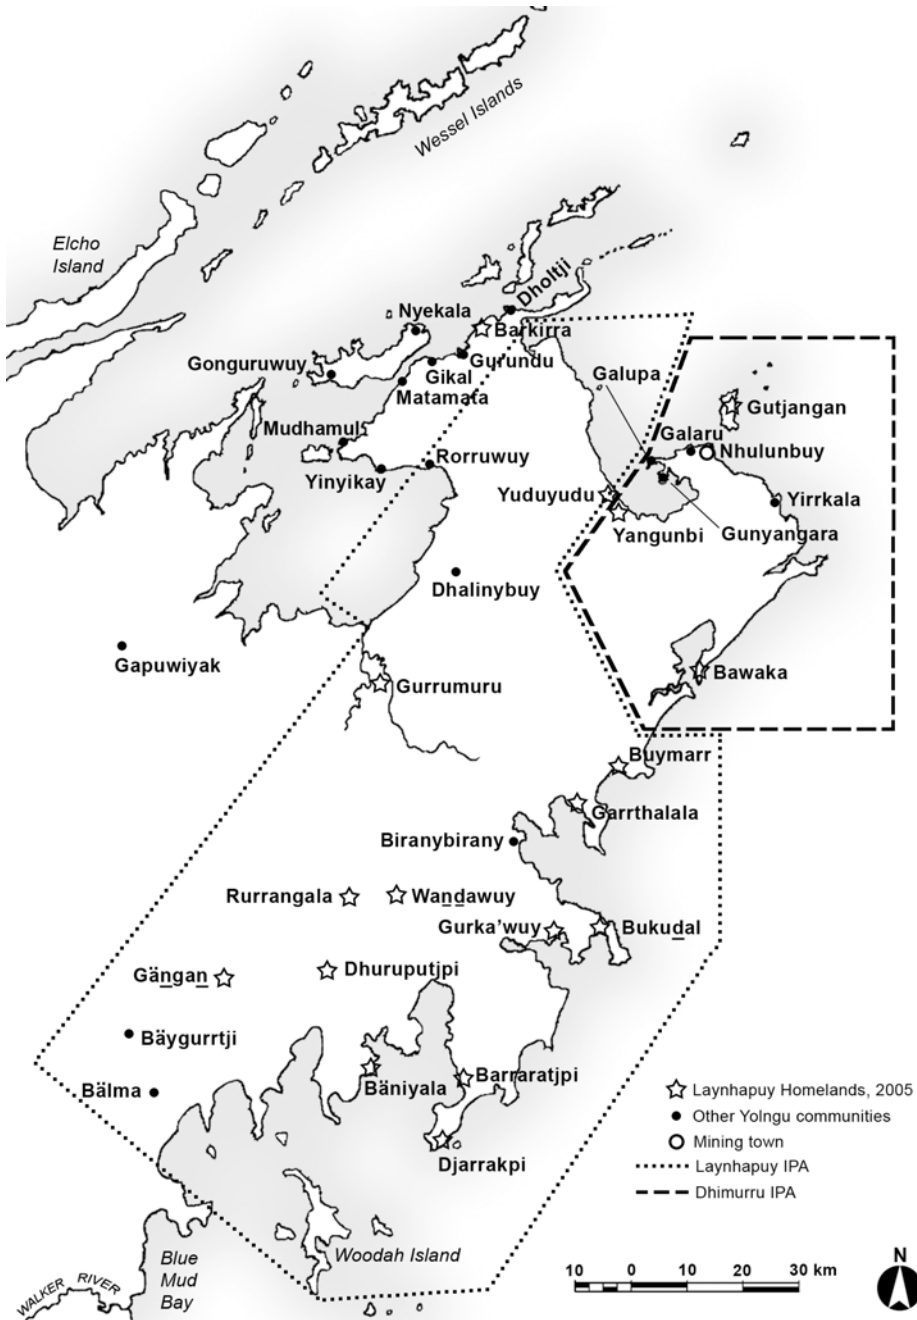 Wessel Islands
Elcho
Island
Dholtji
Nyekala
Barkirra
Gurundu
Gonguruwuy
Gikal
Galupa
Matamata
Gutjangan
Mudhamul
Galaru
Nhulunbuy
Rorruwuy
Yinyikay
Yuduyudu
Yirrkala
Yangunbi
Gunyangara
Dhalinybuy
Gapuwiyak
Bawaka
Gurrumuru
Buymarr
Garrthalala
Biranybirany
Rurrangala
Wanḏawuy
Gurka’wuy
Bukuḏal
Gäṉgaṉ
Dhuruputjpi
Bäygurrtji
Bäniyala
Barraratjpi
Bälma
Djarrakpi
Laynhapuy Homelands, 2005
Other Yolngu communities
Mining town
Laynhapuy IPA
Dhimurru IPA
Woodah Island
Blue
Mud
Bay
WALKER RIVER
10 0 10 20 30 km
N